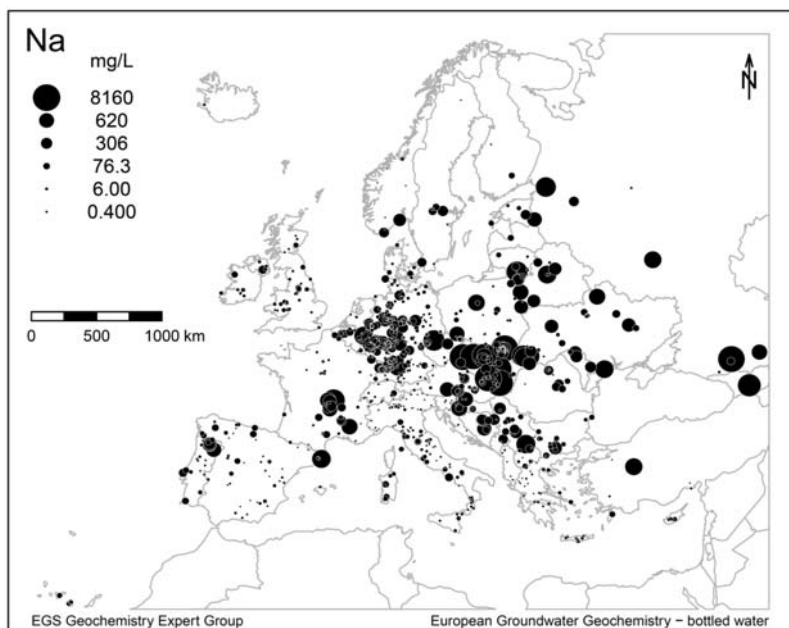 Na
mg/L
8160
620
306
76.3
6.00
0.400
N
0 500 1000 km
EGS Geochemistry Expert Group
European Groundwater Geochemistry − bottled water